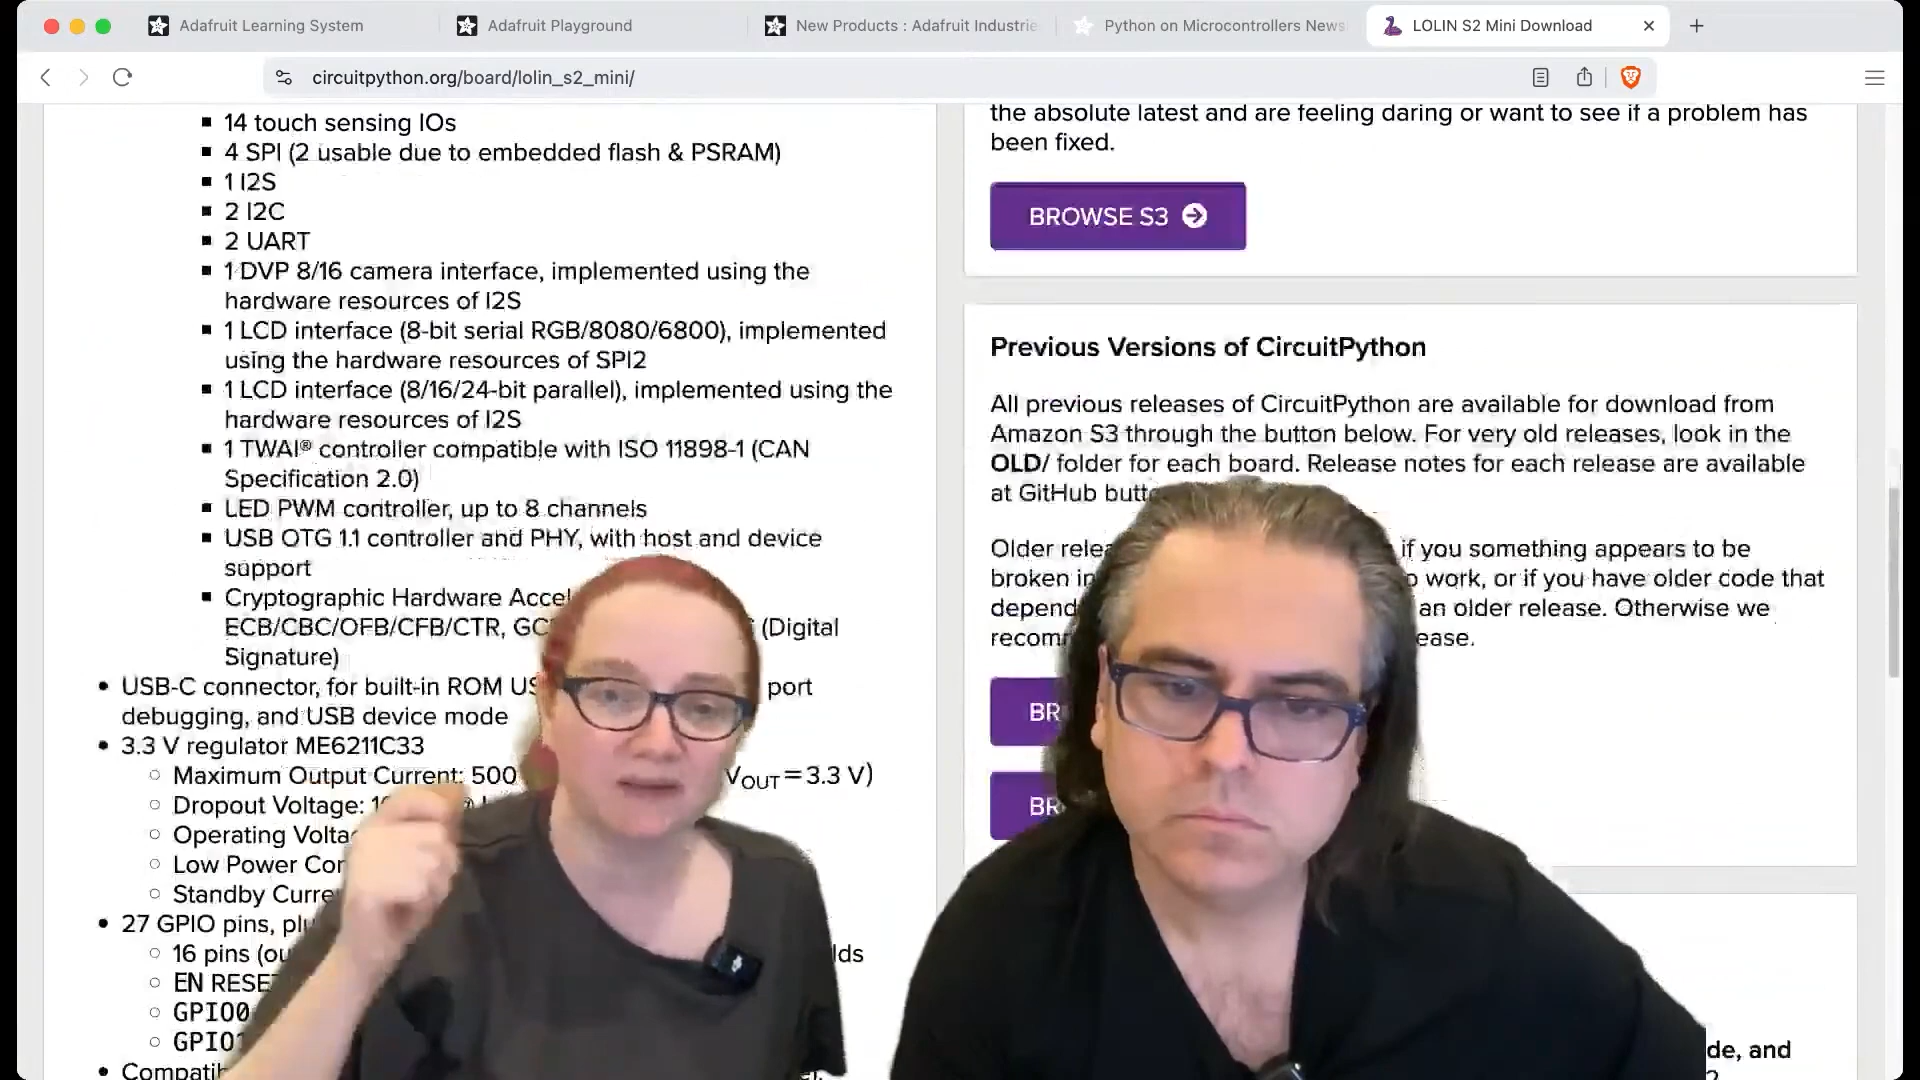 Adafruit Learning System
Adafruit Playground
New Products : Adafruit Industrie
Python on Microcontrollers News
LOLIN S2 Mini Download
circuitpython.org/board/lolin_s2_mini/
14 touch sensing IOs
4 SPI (2 usable due to embedded flash & PSRAM)
1 I2S
2 I2C
2 UART
1 DVP 8/16 camera interface, implemented using the
hardware resources of I2S
1 LCD interface (8-bit serial RGB/8080/6800), implemented
using the hardware resources of SPI2
1 LCD interface (8/16/24-bit parallel), implemented using the
hardware resources of I2S
1 TWAI® controller compatible with ISO 11898-1 (CAN
Specification 2.0)
LED PWM controller, up to 8 channels
USB OTG 1.1 controller and PHY, with host and device
support
Cryptographic Hardware Accel
ECB/CBC/OFB/CFB/CTR, GC (Digital
Signature)
USB-C connector, for built-in ROM US port
debugging, and USB device mode
3.3 V regulator ME6211C33
Maximum Output Current: 500 VOUT = 3.3 V)
Dropout Voltage:
Operating Volta
Low Power Con
Standby Curre
27 GPIO pins, plu
16 pins (ou lds
EN RESE
GPIO0
GPIO1
Compatib
the absolute latest and are feeling daring or want to see if a problem has
been fixed.
BROWSE S3
Previous Versions of CircuitPython
All previous releases of CircuitPython are available for download from
Amazon S3 through the button below. For very old releases, look in the
OLD/ folder for each board. Release notes for each release are available
at GitHub butt
Older relea if you something appears to be
broken in o work, or if you have older code that
depend an older release. Otherwise we
recom ease.
BR
BR
de, and